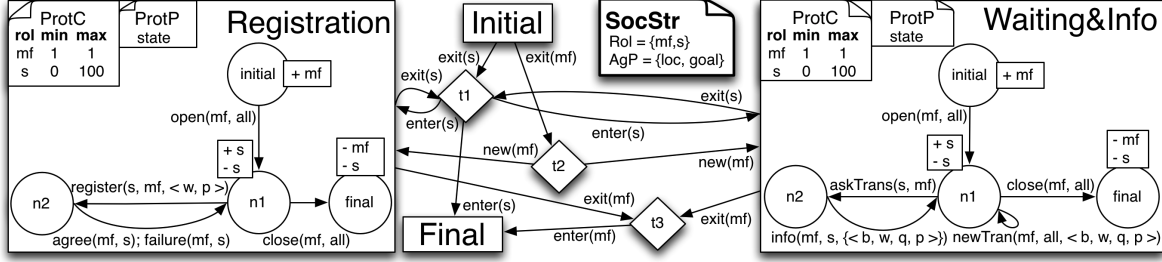 ProtC
rol min max
mf 1 1
s 0 100
ProtP
state
Registration
initial
+ mf
open(mf, all)
+ s
- s
- mf
- s
n2
register(s, mf, < w, p >)
n1
final
agree(mf, s); failure(mf, s)
close(mf, all)
Initial
exit(s)
exit(mf)
exit(s)
t1
enter(s)
SocStr
Rol = {mf,s}
AgP = {loc, goal}
exit(s)
enter(s)
new(mf)
t2
new(mf)
exit(mf)
enter(s)
t3
exit(mf)
Final
enter(mf)
ProtC
rol min max
mf 1 1
s 0 100
ProtP
state
Waiting&Info
initial
+ mf
open(mf, all)
+ s
- s
- mf
- s
n2
askTrans(s, mf)
n1
close(mf, all)
final
info(mf, s, {< b, w, q, p >})
newTran(mf, all, < b, w, q, p >)